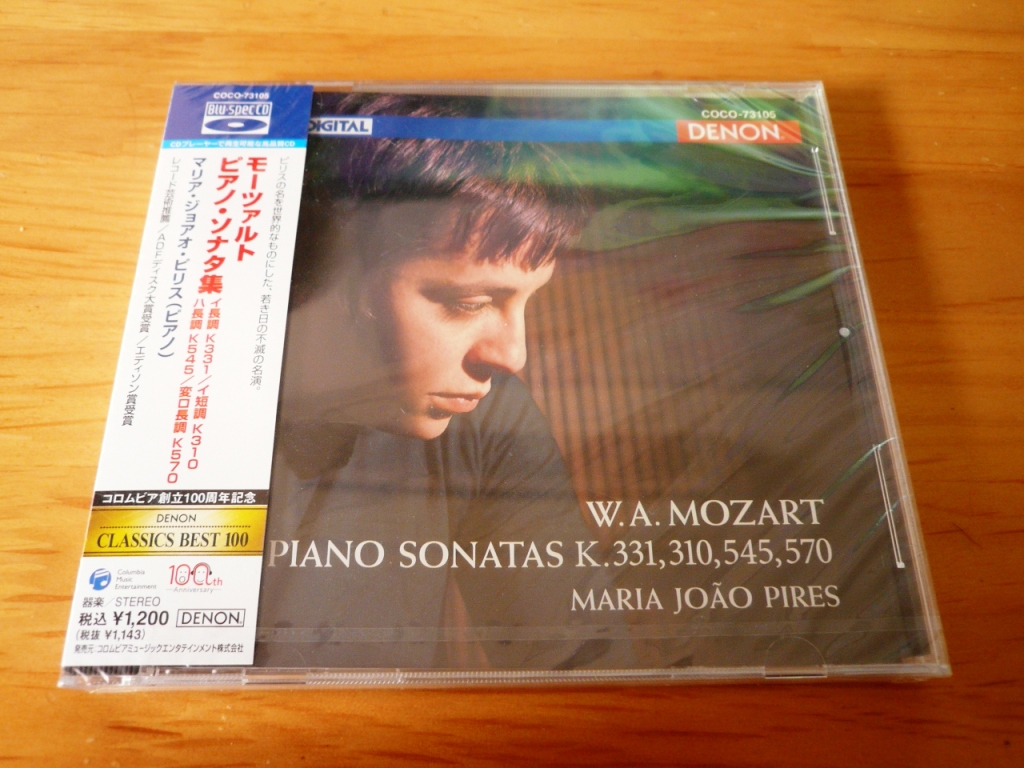 COCO-73105
Blu-spec CD
CDプレーヤーで再生可能な高品質CD
ピリスの名を世界的なものにした、若き日の不滅の名演。
モーツァルト
ピアノ・ソナタ集
イ長調 K331／イ短調 K310
ハ長調 K545／変ロ長調 K570
マリア・ジョアオ・ピリス(ピアノ)
レコード芸術推薦／ADFディスク大賞受賞／エディソン賞受賞
コロムビア創立100周年記念
DENON
CLASSICS BEST 100
Columbia
Music
Entertainment
100th
Anniversary
器楽／STEREO
税込 ¥1,200
(税抜 ¥1,143)
DENON
発売元:コロムビアミュージックエンタテインメント株式会社
DIGITAL
COCO-73105
DENON
W.A. MOZART
PIANO SONATAS K. 331, 310, 545, 570
MARIA JOÃO PIRES